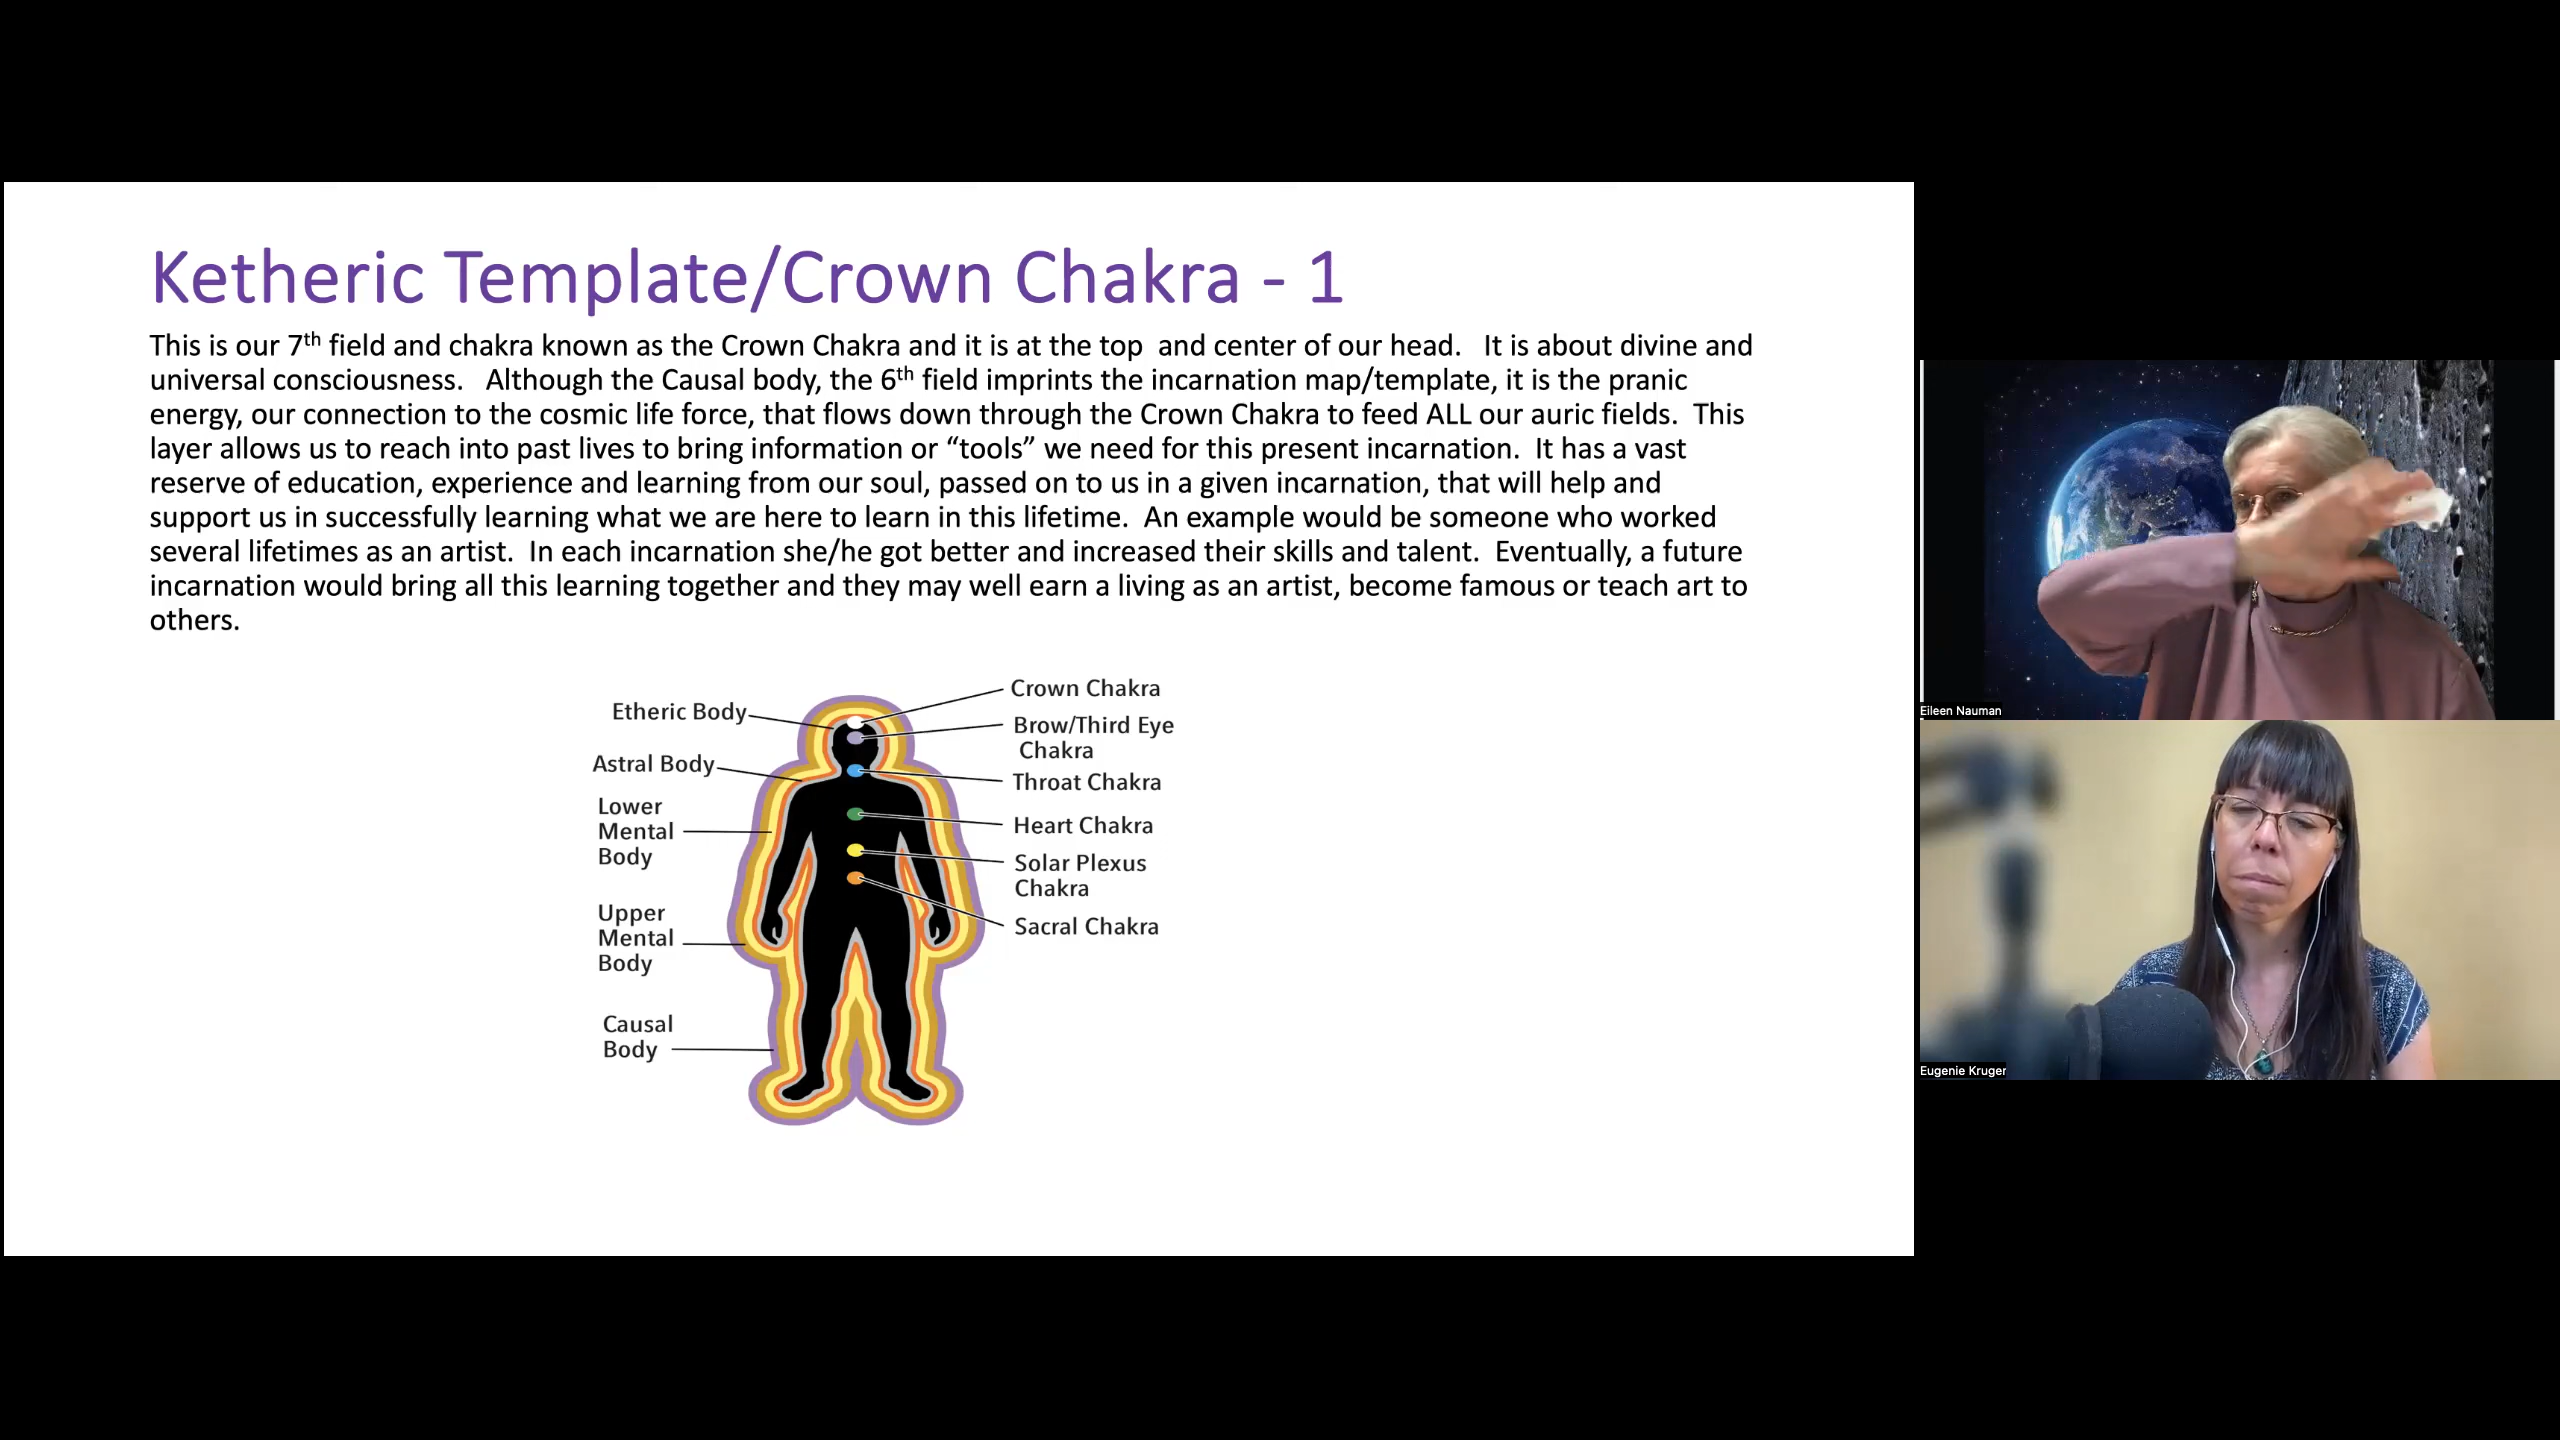 Ketheric Template/Crown Chakra - 1
This is our 7th field and chakra known as the Crown Chakra and it is at the top  and center of our head.   It is about divine and
universal consciousness.   Although the Causal body, the 6th field imprints the incarnation map/template, it is the pranic
energy, our connection to the cosmic life force, that flows down through the Crown Chakra to feed ALL our auric fields.  This
layer allows us to reach into past lives to bring information or “tools” we need for this present incarnation.  It has a vast
reserve of education, experience and learning from our soul, passed on to us in a given incarnation, that will help and
support us in successfully learning what we are here to learn in this lifetime.  An example would be someone who worked
several lifetimes as an artist.  In each incarnation she/he got better and increased their skills and talent.  Eventually, a future
incarnation would bring all this learning together and they may well earn a living as an artist, become famous or teach art to
others.
Etheric Body
Astral Body
Lower
Mental
Body
Upper
Mental
Body
Causal
Body
Crown Chakra
Brow/Third Eye
Chakra
Throat Chakra
Heart Chakra
Solar Plexus
Chakra
Sacral Chakra
Eileen Nauman
Eugenie Kruger